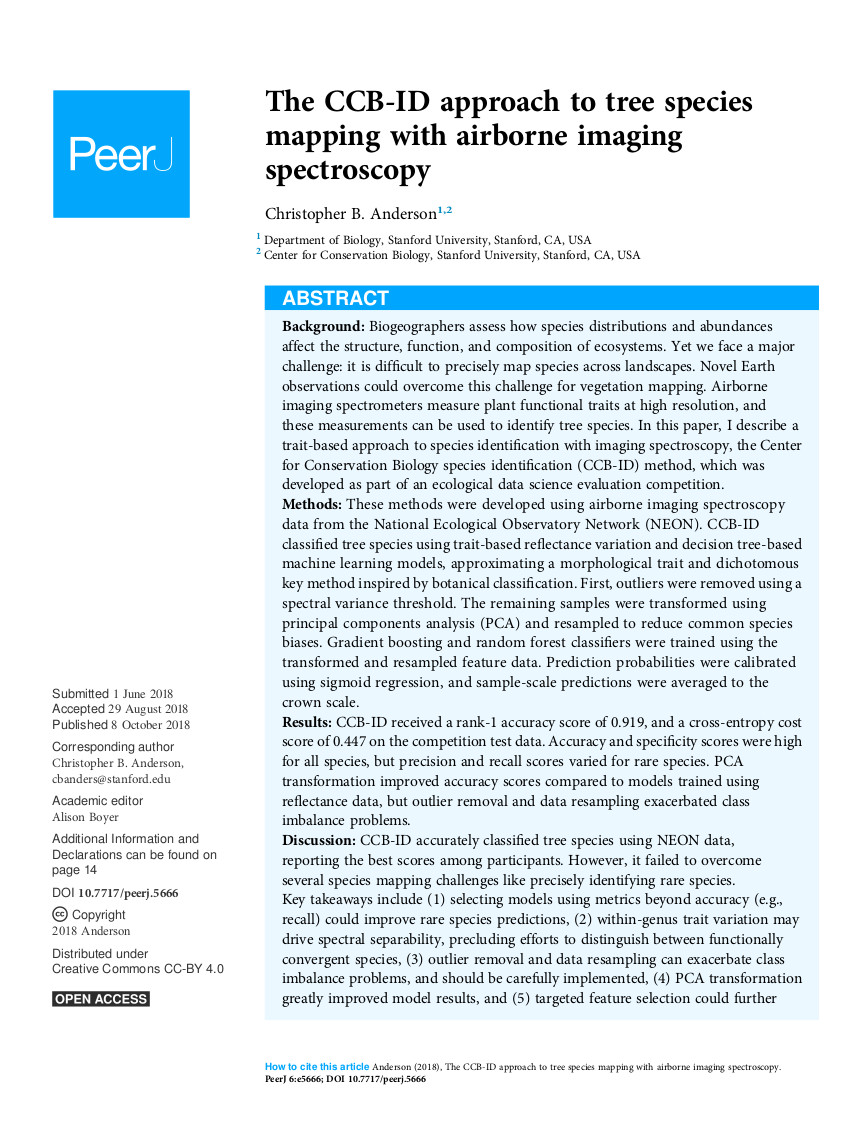 PeerJ
The CCB-ID approach to tree species
mapping with airborne imaging
spectroscopy
Christopher B. Anderson1,2
1 Department of Biology, Stanford University, Stanford, CA, USA
2 Center for Conservation Biology, Stanford University, Stanford, CA, USA
ABSTRACT
Background: Biogeographers assess how species distributions and abundances
affect the structure, function, and composition of ecosystems. Yet we face a major
challenge: it is difficult to precisely map species across landscapes. Novel Earth
observations could overcome this challenge for vegetation mapping. Airborne
imaging spectrometers measure plant functional traits at high resolution, and
these measurements can be used to identify tree species. In this paper, I describe a
trait-based approach to species identification with imaging spectroscopy, the Center
for Conservation Biology species identification (CCB-ID) method, which was
developed as part of an ecological data science evaluation competition.
Methods: These methods were developed using airborne imaging spectroscopy
data from the National Ecological Observatory Network (NEON). CCB-ID
classified tree species using trait-based reflectance variation and decision tree-based
machine learning models, approximating a morphological trait and dichotomous
key method inspired by botanical classification. First, outliers were removed using a
spectral variance threshold. The remaining samples were transformed using
principal components analysis (PCA) and resampled to reduce common species
biases. Gradient boosting and random forest classifiers were trained using the
transformed and resampled feature data. Prediction probabilities were calibrated
using sigmoid regression, and sample-scale predictions were averaged to the
crown scale.
Results: CCB-ID received a rank-1 accuracy score of 0.919, and a cross-entropy cost
score of 0.447 on the competition test data. Accuracy and specificity scores were high
for all species, but precision and recall scores varied for rare species. PCA
transformation improved accuracy scores compared to models trained using
reflectance data, but outlier removal and data resampling exacerbated class
imbalance problems.
Discussion: CCB-ID accurately classified tree species using NEON data,
reporting the best scores among participants. However, it failed to overcome
several species mapping challenges like precisely identifying rare species.
Key takeaways include (1) selecting models using metrics beyond accuracy (e.g.,
recall) could improve rare species predictions, (2) within-genus trait variation may
drive spectral separability, precluding efforts to distinguish between functionally
convergent species, (3) outlier removal and data resampling can exacerbate class
imbalance problems, and should be carefully implemented, (4) PCA transformation
greatly improved model results, and (5) targeted feature selection could further
Submitted 1 June 2018
Accepted 29 August 2018
Published 8 October 2018
Corresponding author
Christopher B. Anderson,
cbanders@stanford.edu
Academic editor
Alison Boyer
Additional Information and
Declarations can be found on
page 14
DOI 10.7717/peerj.5666
cc Copyright
2018 Anderson
Distributed under
Creative Commons CC-BY 4.0
OPEN ACCESS
How to cite this article Anderson (2018), The CCB-ID approach to tree species mapping with airborne imaging spectroscopy.
PeerJ 6:e5666; DOI 10.7717/peerj.5666